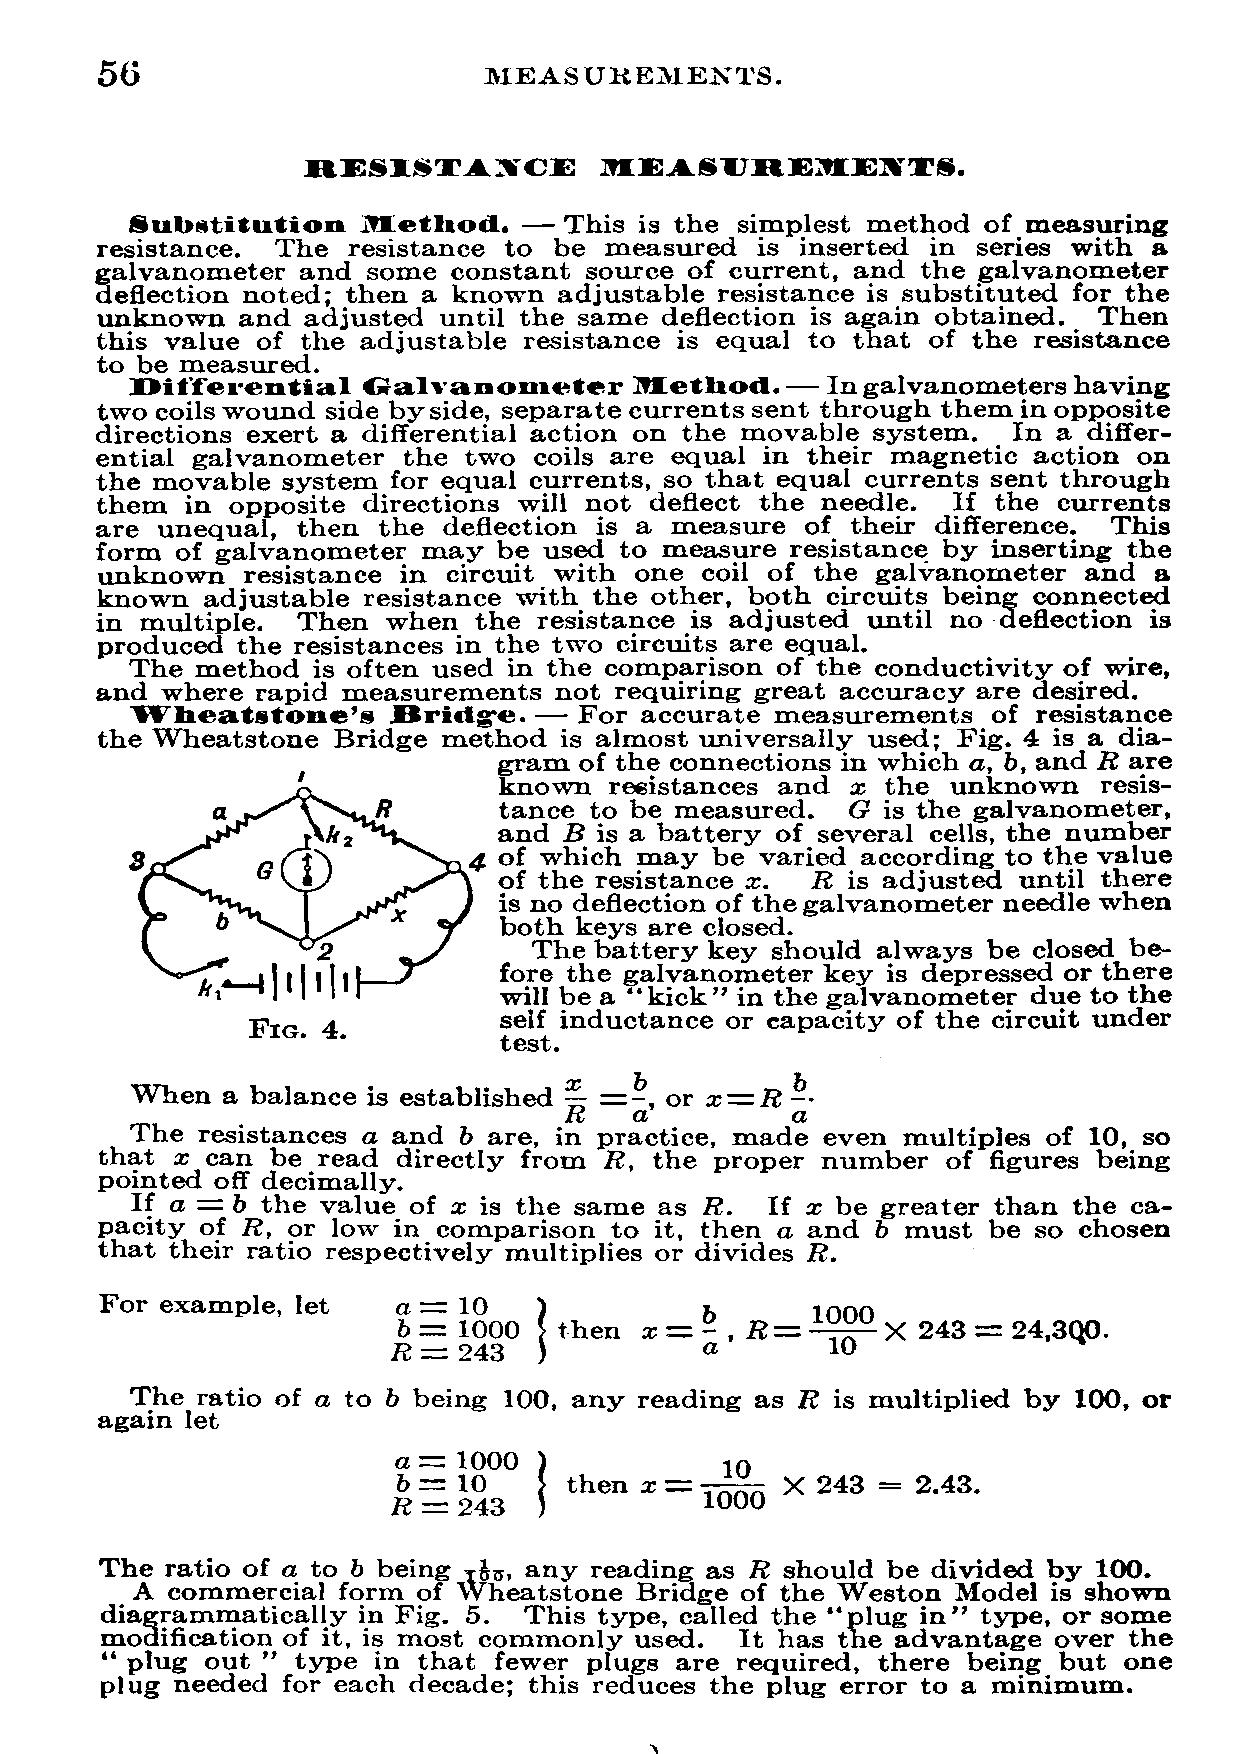 56 MEASUREMENTS.
RESISTANCE MEASUREMENTS.
Substitution Method. — This is the simplest method of measuring
resistance. The resistance to be measured is inserted in series with a
galvanometer and some constant source of current, and the galvanometer
deflection noted; then a known adjustable resistance is substituted for the
unknown and adjusted until the same deflection is again obtained. Then
this value of the adjustable resistance is equal to that of the resistance
to be measured.
Differential Galvanometer Method. — In galvanometers having
two coils wound side by side, separate currents sent through them in opposite
directions exert a differential action on the movable system. In a differ-
ential galvanometer the two coils are equal in their magnetic action on
the movable system for equal currents, so that equal currents sent through
them in opposite directions will not deflect the needle. If the currents
are unequal, then the deflection is a measure of their difference. This
form of galvanometer may be used to measure resistance by inserting the
unknown resistance in circuit with one coil of the galvanometer and a
known adjustable resistance with the other, both circuits being connected
in multiple. Then when the resistance is adjusted until no deflection is
produced the resistances in the two circuits are equal.
The method is often used in the comparison of the conductivity of wire,
and where rapid measurements not requiring great accuracy are desired.
Wheatstone's Bridge. — For accurate measurements of resistance
the Wheatstone Bridge method is almost universally used; Fig. 4 is a dia-
gram of the connections in which a, b, and R are
known resistances and x the unknown resis-
tance to be measured. G is the galvanometer,
and B is a battery of several cells, the number
of which may be varied according to the value
of the resistance x. R is adjusted until there
is no deflection of the galvanometer needle when
both keys are closed.
The battery key should always be closed be-
fore the galvanometer key is depressed or there
will be a "kick" in the galvanometer due to the
self inductance or capacity of the circuit under
test.
1
a R
k2
3 G 4
b x
2
k1
FIG. 4.
When a balance is established x/R = b/a, or x = R b/a.
The resistances a and b are, in practice, made even multiples of 10, so
that x can be read directly from R, the proper number of figures being
pointed off decimally.
If a = b the value of x is the same as R. If x be greater than the ca-
pacity of R, or low in comparison to it, then a and b must be so chosen
that their ratio respectively multiplies or divides R.
For example, let a = 10
b = 1000 } then x = b/a, R = 1000/10 × 243 = 24,300.
R = 243
The ratio of a to b being 100, any reading as R is multiplied by 100, or
again let
a = 1000
b = 10 } then x = 10/1000 × 243 = 2.43.
R = 243
The ratio of a to b being 1/100, any reading as R should be divided by 100.
A commercial form of Wheatstone Bridge of the Weston Model is shown
diagrammatically in Fig. 5. This type, called the "plug in" type, or some
modification of it, is most commonly used. It has the advantage over the
"plug out" type in that fewer plugs are required, there being but one
plug needed for each decade; this reduces the plug error to a minimum.